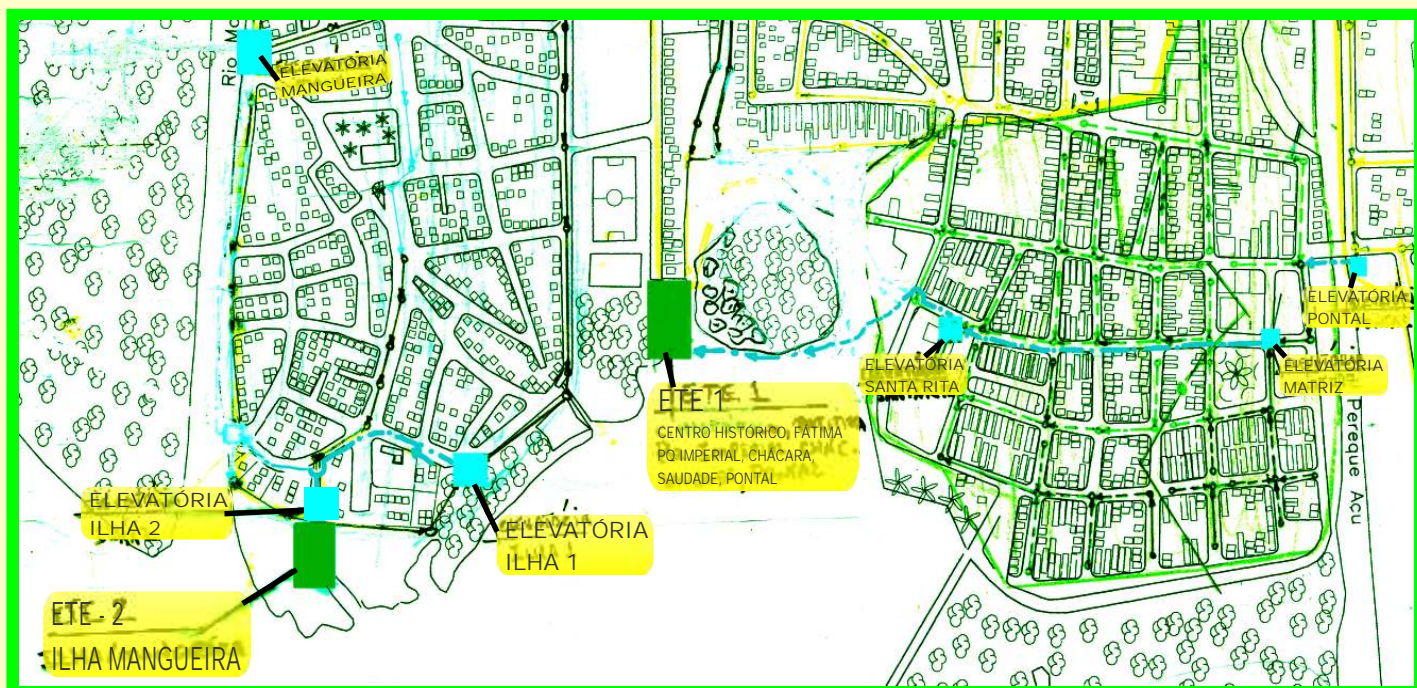 Rio M
ELEVATÓRIA
MANGUEIRA
ELEVATÓRIA
PONTAL
ELEVATÓRIA
SANTA RITA
ELEVATÓRIA
MATRIZ
ETE 1
CENTRO HISTÓRICO, FÁTIMA
PQ IMPERIAL, CHÁCARA
SAUDADE, PONTAL
Pereque Acu
ELEVATÓRIA
ILHA 2
ELEVATÓRIA
ILHA 1
ETE - 2
ILHA MANGUEIRA